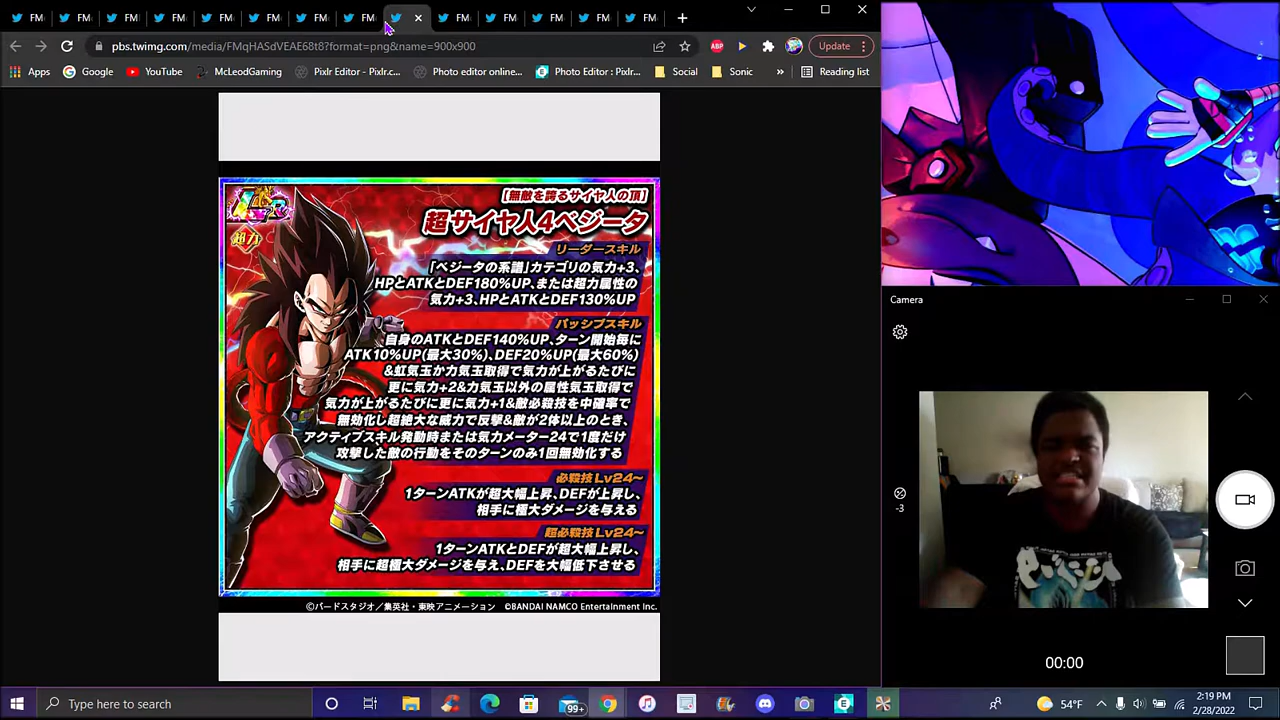 FM FM FM FM FM FM FM FM FM FM FM FM FM
pbs.twimg.com/media/FMqHASdVEAE68t8?format=png&name=900x900
ABP
Update
Apps Google YouTube McLeodGaming Pixlr Editor - Pixlr.c... Photo editor online... Photo Editor : Pixlr... Social Sonic » Reading list
LR
超力
【無敵を誇るサイヤ人の頂】
超サイヤ人4ベジータ
リーダースキル
「ベジータの系譜」カテゴリの気力+3、
HPとATKとDEF180%UP、または超力属性の
気力+3、HPとATKとDEF130%UP
パッシブスキル
自身のATKとDEF140%UP、ターン開始毎に
ATK10%UP(最大30%)、DEF20%UP(最大60%)
&虹気玉か力気玉取得で気力が上がるたびに
更に気力+2&力気玉以外の属性気玉取得で
気力が上がるたびに更に気力+1&敵必殺技を中確率で
無効化し超絶大な威力で反撃&敵が2体以上のとき、
アクティブスキル発動時または気力メーター24で1度だけ
攻撃した敵の行動をそのターンのみ1回無効化する
必殺技Lv24~
1ターンATKが超大幅上昇、DEFが上昇し、
相手に極大ダメージを与える
超必殺技Lv24~
1ターンATKとDEFが超大幅上昇し、
相手に超極大ダメージを与え、DEFを大幅低下させる
©バードスタジオ/集英社・東映アニメーション ©BANDAI NAMCO Entertainment Inc.
Camera
-3
00:00
Type here to search
99+
54°F
2:19 PM
2/28/2022